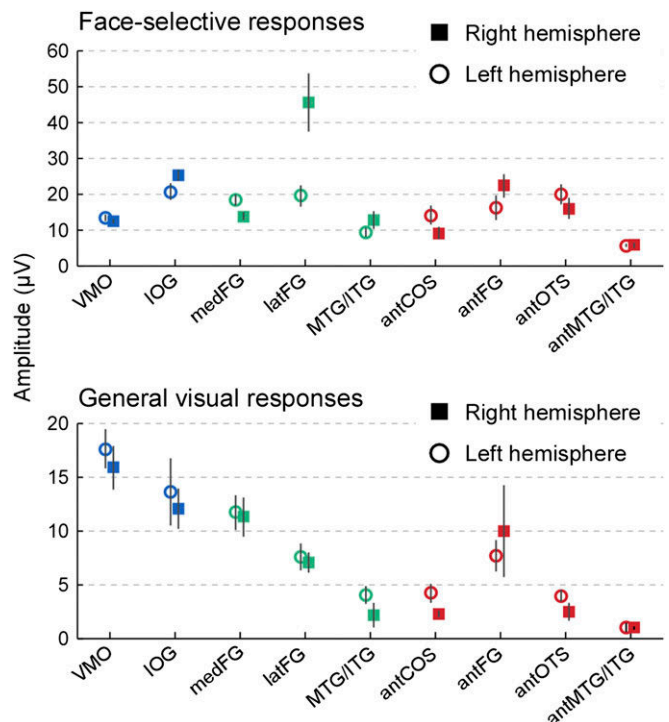 Face-selective responses
60
50
40
30
20
10
0
Right hemisphere
Left hemisphere
VMO
IOG
medFG
latFG
MTG/ITG
antCOS
antFG
antOTS
antMTG/ITG
Amplitude (µV)
General visual responses
20
15
10
5
0
Right hemisphere
Left hemisphere
VMO
IOG
medFG
latFG
MTG/ITG
antCOS
antFG
antOTS
antMTG/ITG